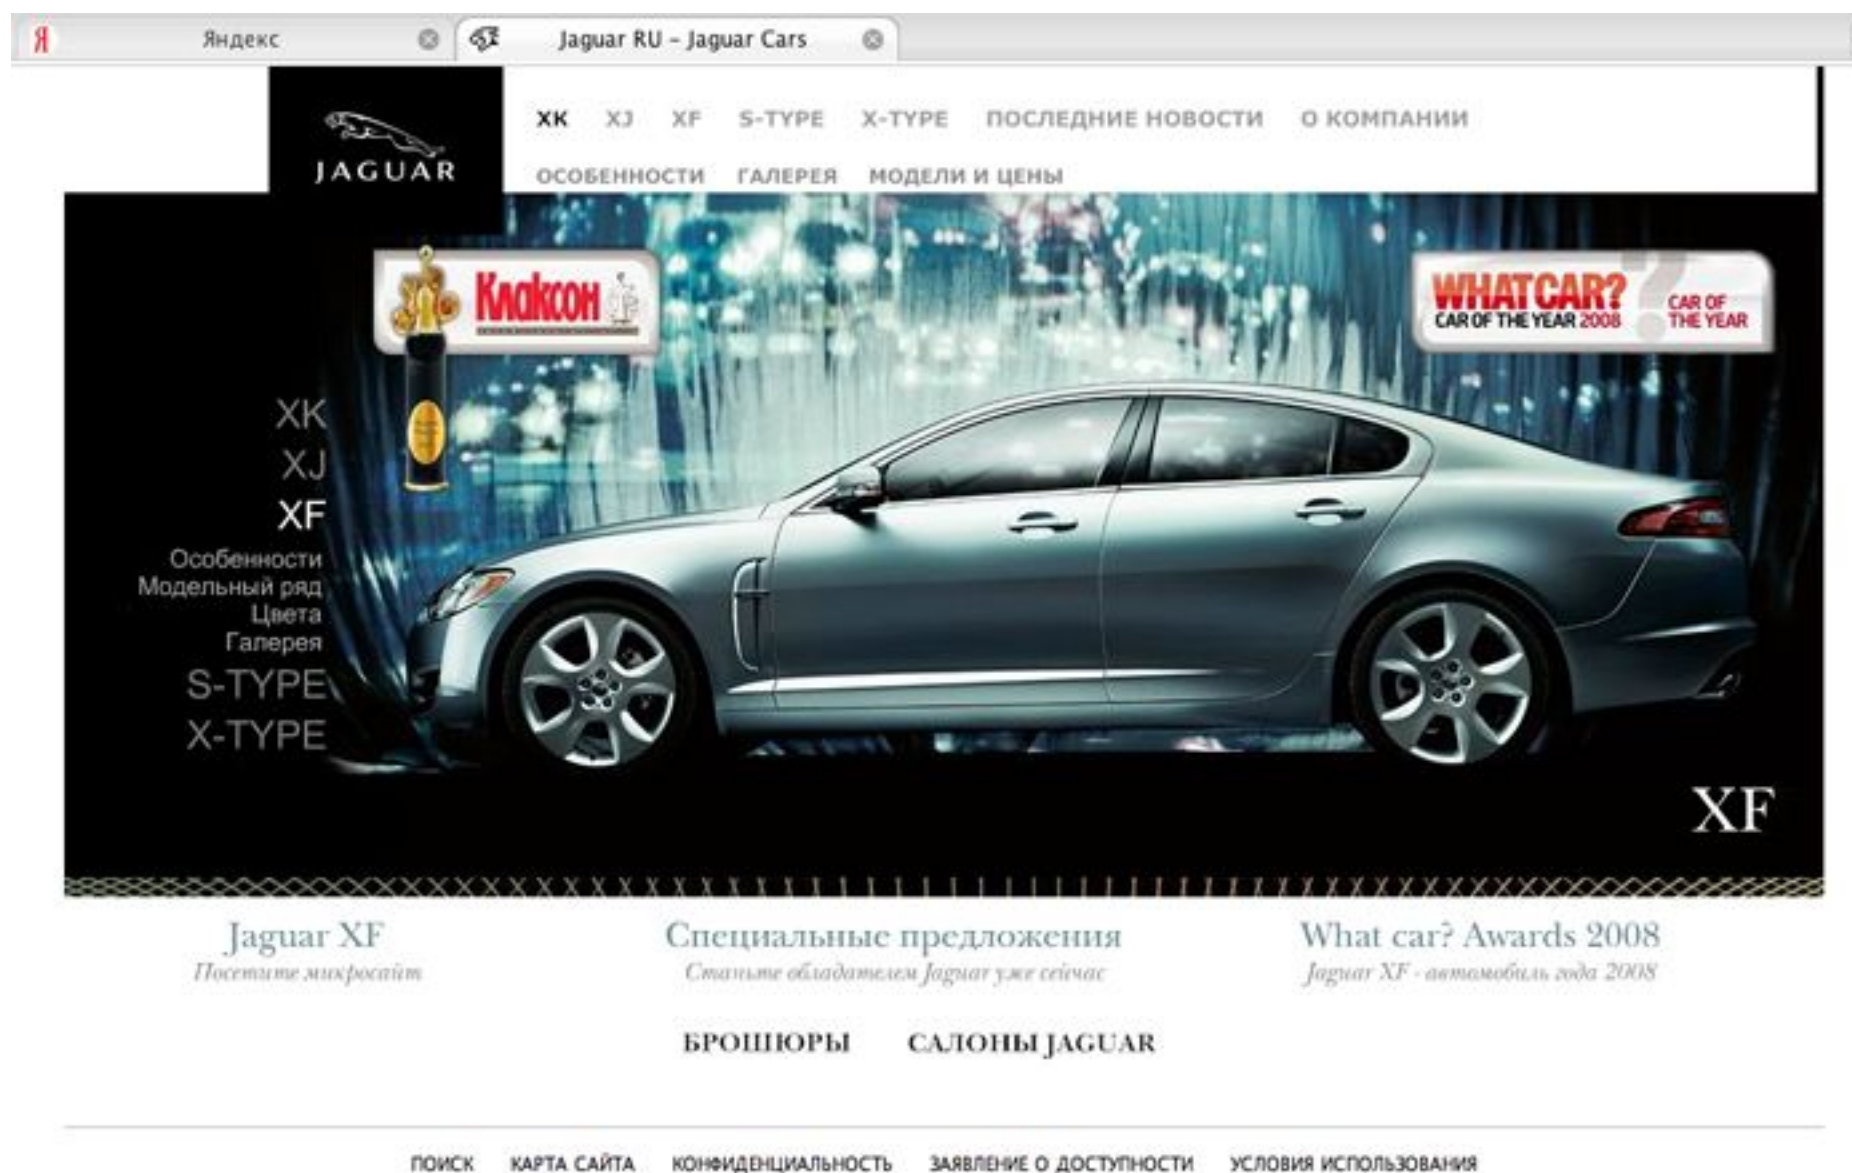 Я Яндекс Jaguar RU – Jaguar Cars
JAGUAR
XK XJ XF S-TYPE X-TYPE ПОСЛЕДНИЕ НОВОСТИ О КОМПАНИИ
ОСОБЕННОСТИ ГАЛЕРЕЯ МОДЕЛИ И ЦЕНЫ
Клаксон
WHAT CAR?
CAR OF THE YEAR 2008
CAR OF
THE YEAR
XK
XJ
XF
Особенности
Модельный ряд
Цвета
Галерея
S-TYPE
X-TYPE
XF
Jaguar XF Специальные предложения What car? Awards 2008
Посетите микросайт Станьте обладателем Jaguar уже сейчас Jaguar XF - автомобиль года 2008
БРОШЮРЫ САЛОНЫ JAGUAR
ПОИСК КАРТА САЙТА КОНФИДЕНЦИАЛЬНОСТЬ ЗАЯВЛЕНИЕ О ДОСТУПНОСТИ УСЛОВИЯ ИСПОЛЬЗОВАНИЯ